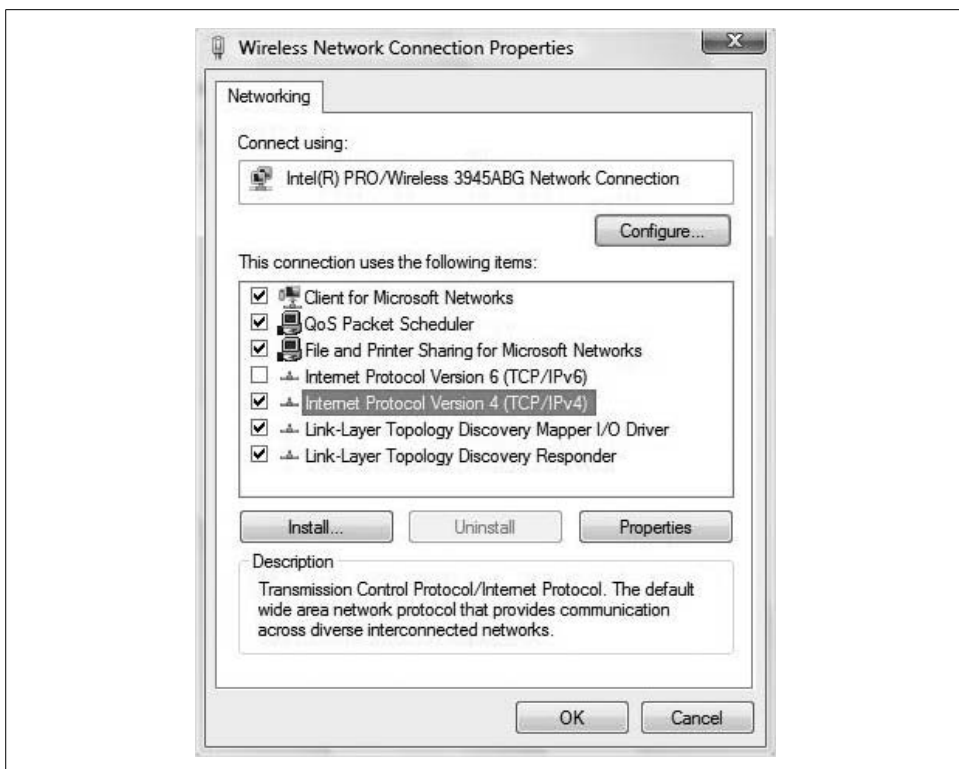 Wireless Network Connection Properties
Networking
Connect using:
Intel(R) PRO/Wireless 3945ABG Network Connection
Configure...
This connection uses the following items:
Client for Microsoft Networks
QoS Packet Scheduler
File and Printer Sharing for Microsoft Networks
Internet Protocol Version 6 (TCP/IPv6)
Internet Protocol Version 4 (TCP/IPv4)
Link-Layer Topology Discovery Mapper I/O Driver
Link-Layer Topology Discovery Responder
Install... Uninstall Properties
Description
Transmission Control Protocol/Internet Protocol. The default
wide area network protocol that provides communication
across diverse interconnected networks.
OK Cancel